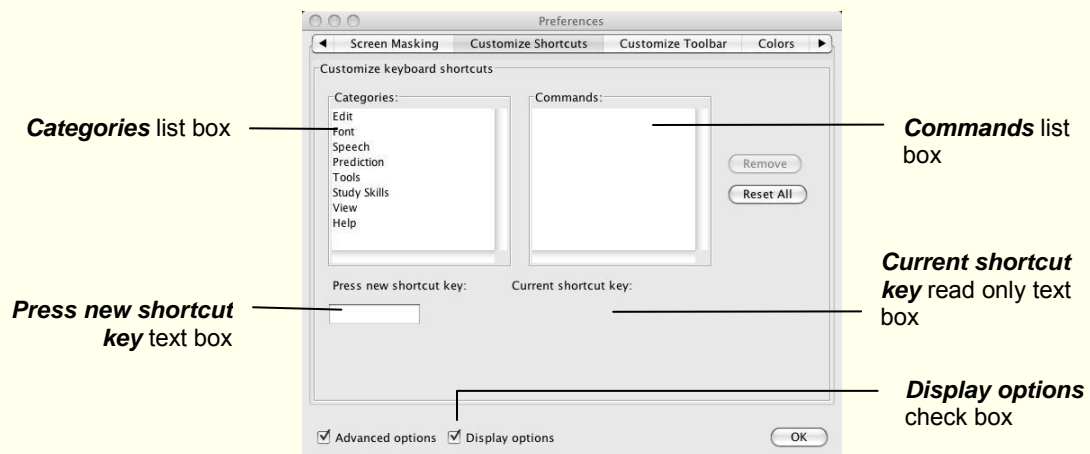 Preferences
Screen Masking Customize Shortcuts Customize Toolbar Colors
Customize keyboard shortcuts
Categories:
Edit
Font
Speech
Prediction
Tools
Study Skills
View
Help
Commands:
Remove
Reset All
Press new shortcut key: Current shortcut key:
Advanced options Display options OK
Categories list box
Press new shortcut
key text box
Commands list
box
Current shortcut
key read only text
box
Display options
check box